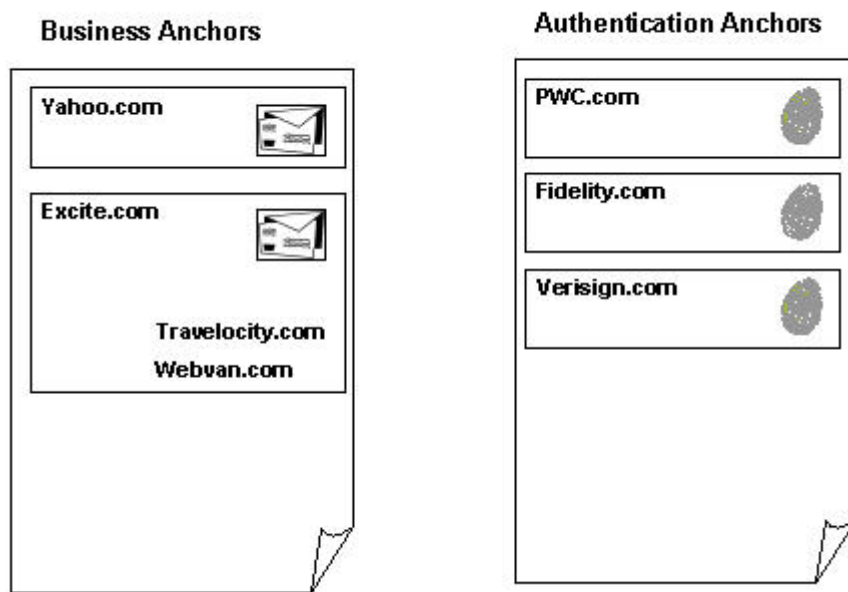 Business Anchors
Yahoo.com
Excite.com
Travelocity.com
Webvan.com
Authentication Anchors
PWC.com
Fidelity.com
Verisign.com